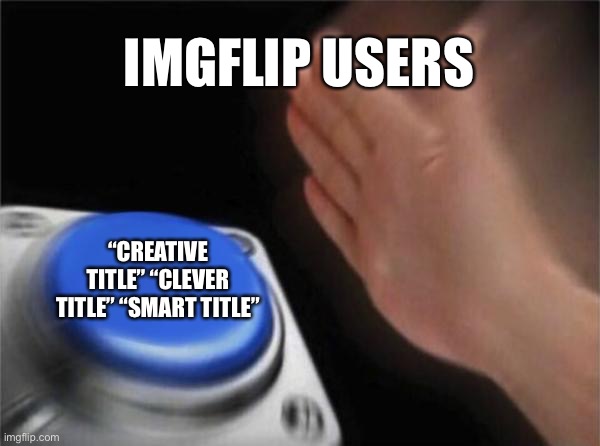 IMGFLIP USERS
“CREATIVE
TITLE” “CLEVER
TITLE” “SMART TITLE”
imgflip.com